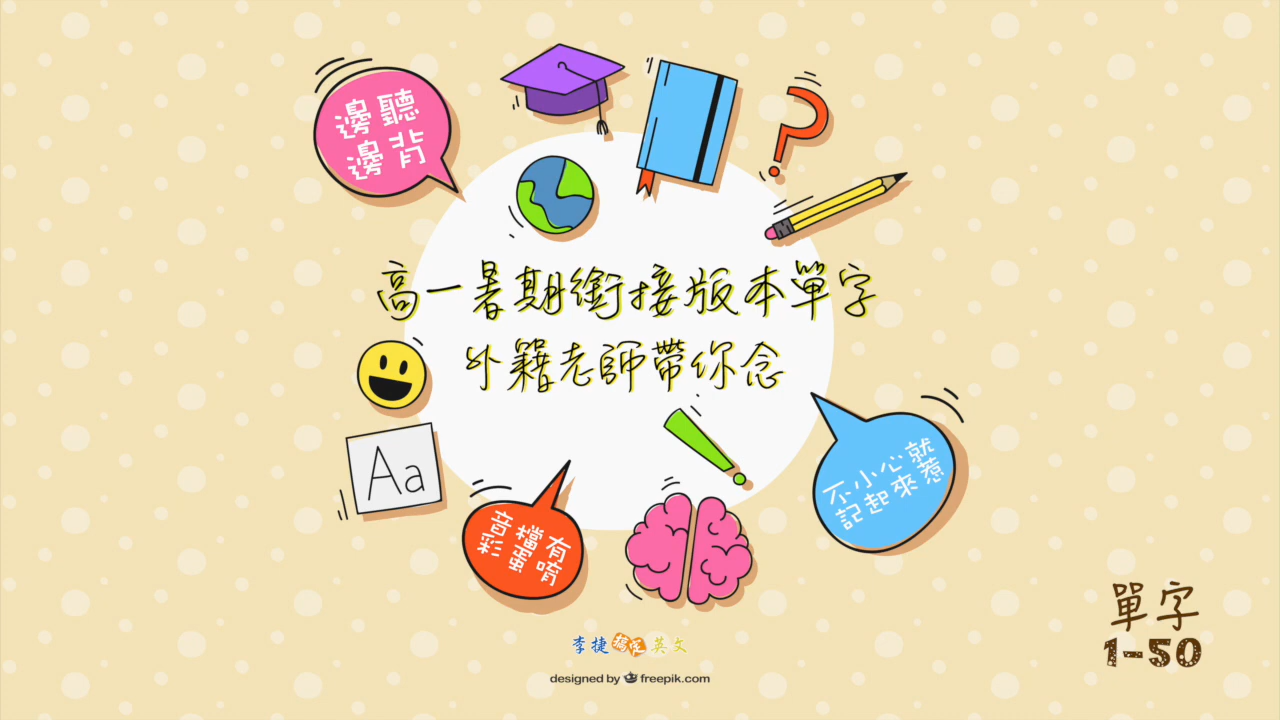 邊聽
邊背
高一暑期銜接版本單字
外籍老師帶你念
Aa
音檔有
彩蛋唷
不小心就
記起來惹
李捷搞定英文
designed by freepik.com
單字
1-50